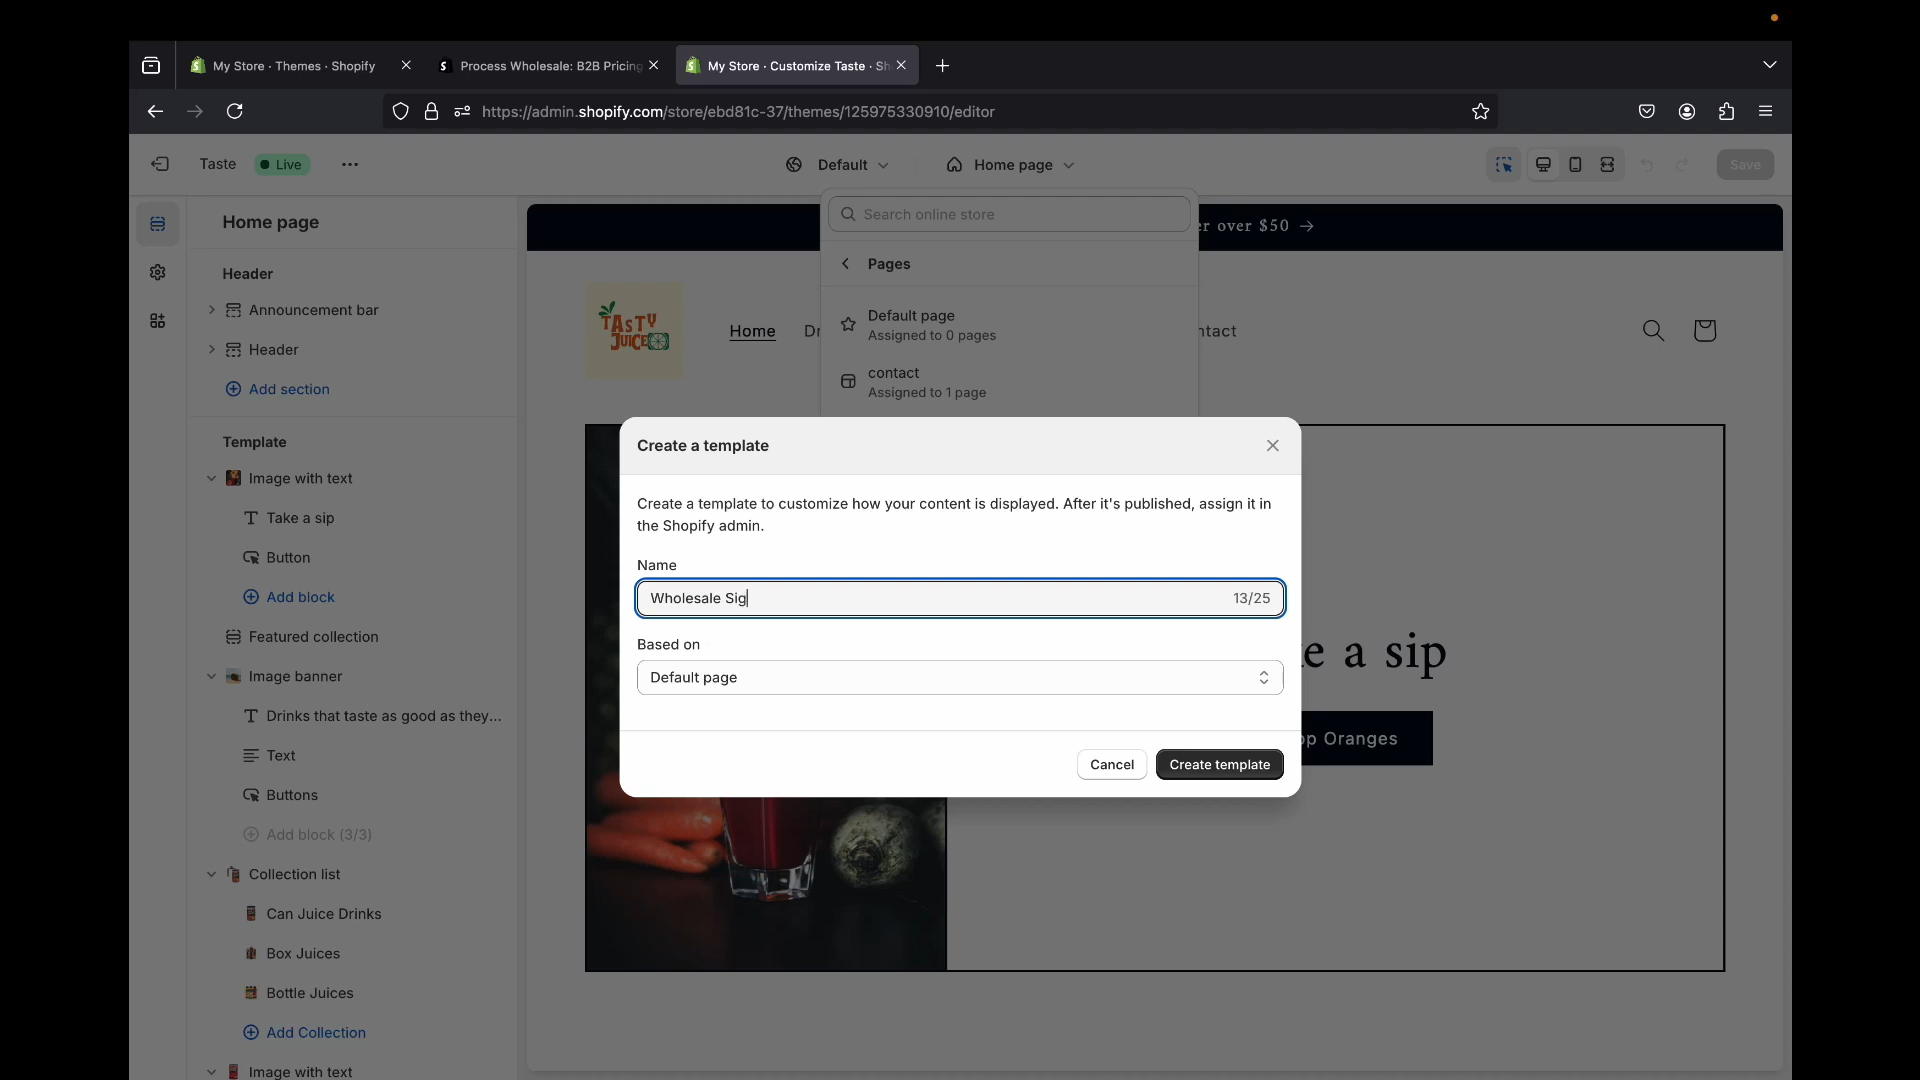 My Store · Themes · Shopify
Process Wholesale: B2B Pricing
My Store · Customize Taste · Sh
https://admin.shopify.com/store/ebd81c-37/themes/125975330910/editor
Taste
Live
Default
Home page
Save
Home page
Search online store
er over $50 →
Header
Pages
Announcement bar
Default page
Assigned to 0 pages
TASTY
JUICE
Home
Dr
ntact
Header
contact
Assigned to 1 page
Add section
Template
Create a template
Image with text
Create a template to customize how your content is displayed. After it's published, assign it in
the Shopify admin.
Take a sip
Button
Name
Add block
Wholesale Sig
13/25
Featured collection
Based on
e a sip
Image banner
Default page
Drinks that taste as good as they...
op Oranges
Text
Cancel
Create template
Buttons
Add block (3/3)
Collection list
Can Juice Drinks
Box Juices
Bottle Juices
Add Collection
Image with text